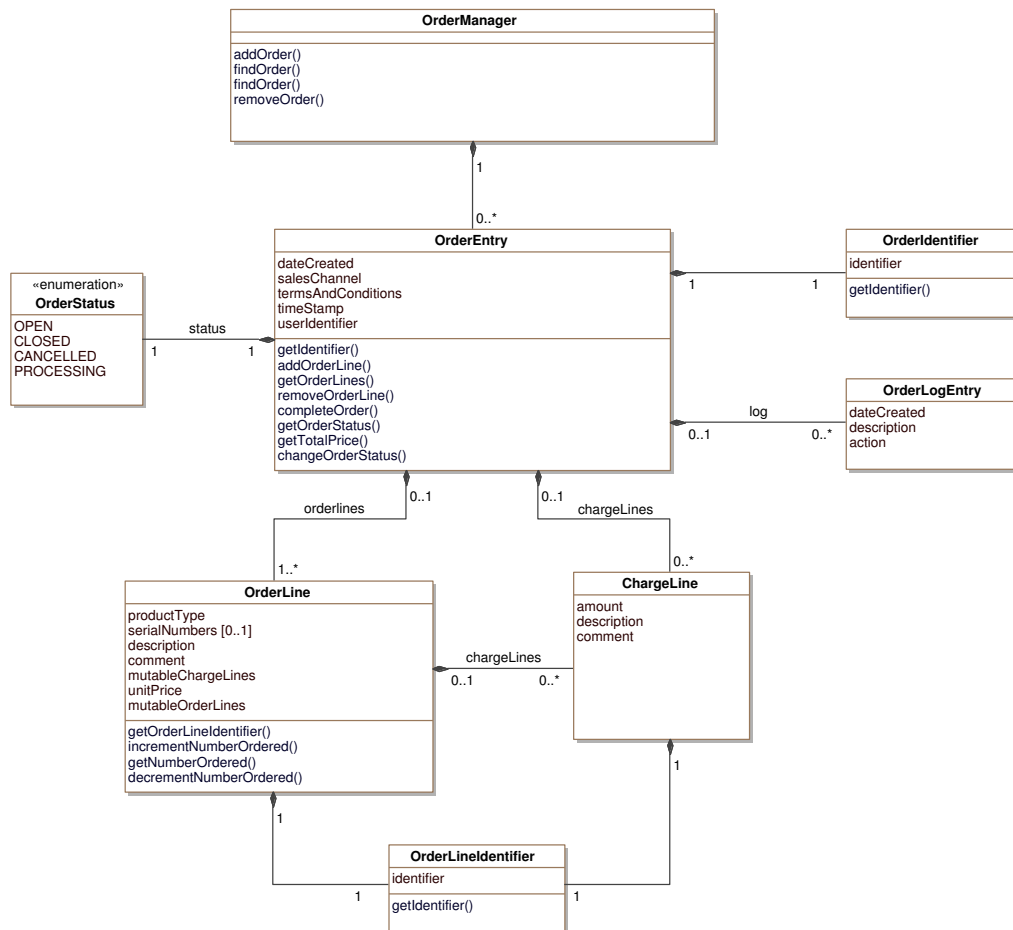 OrderManager
addOrder()
findOrder()
findOrder()
removeOrder()
1
0..*
OrderEntry
dateCreated
salesChannel
termsAndConditions
timeStamp
userIdentifier
getIdentifier()
addOrderLine()
getOrderLines()
removeOrderLine()
completeOrder()
getOrderStatus()
getTotalPrice()
changeOrderStatus()
OrderIdentifier
identifier
getIdentifier()
1
1
«enumeration»
OrderStatus
OPEN
CLOSED
CANCELLED
PROCESSING
status
1
1
OrderLogEntry
dateCreated
description
action
log
0..1
0..*
0..1
orderlines
1..*
0..1
chargeLines
0..*
OrderLine
productType
serialNumbers [0..1]
description
comment
mutableChargeLines
unitPrice
mutableOrderLines
getOrderLineIdentifier()
incrementNumberOrdered()
getNumberOrdered()
decrementNumberOrdered()
chargeLines
0..1
0..*
ChargeLine
amount
description
comment
1
1
OrderLineIdentifier
identifier
getIdentifier()
1
1